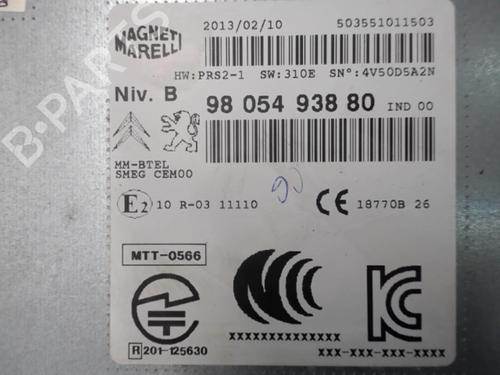 MAGNETI MARELLI
2013/02/10
503551011503
HW:PRS2-1 SW:310E SN°:4V50D5A2N
Niv. B
98 054 938 80 IND 00
MM-BTEL
SMEG CEM00
E2 10 R-03 11110
CE 18770B 26
MTT-0566
R 201-125630
CCC
XXXXXXXXXXXXXXX
KC
XXX-XXX-XXX-XXXX
B-PARTS